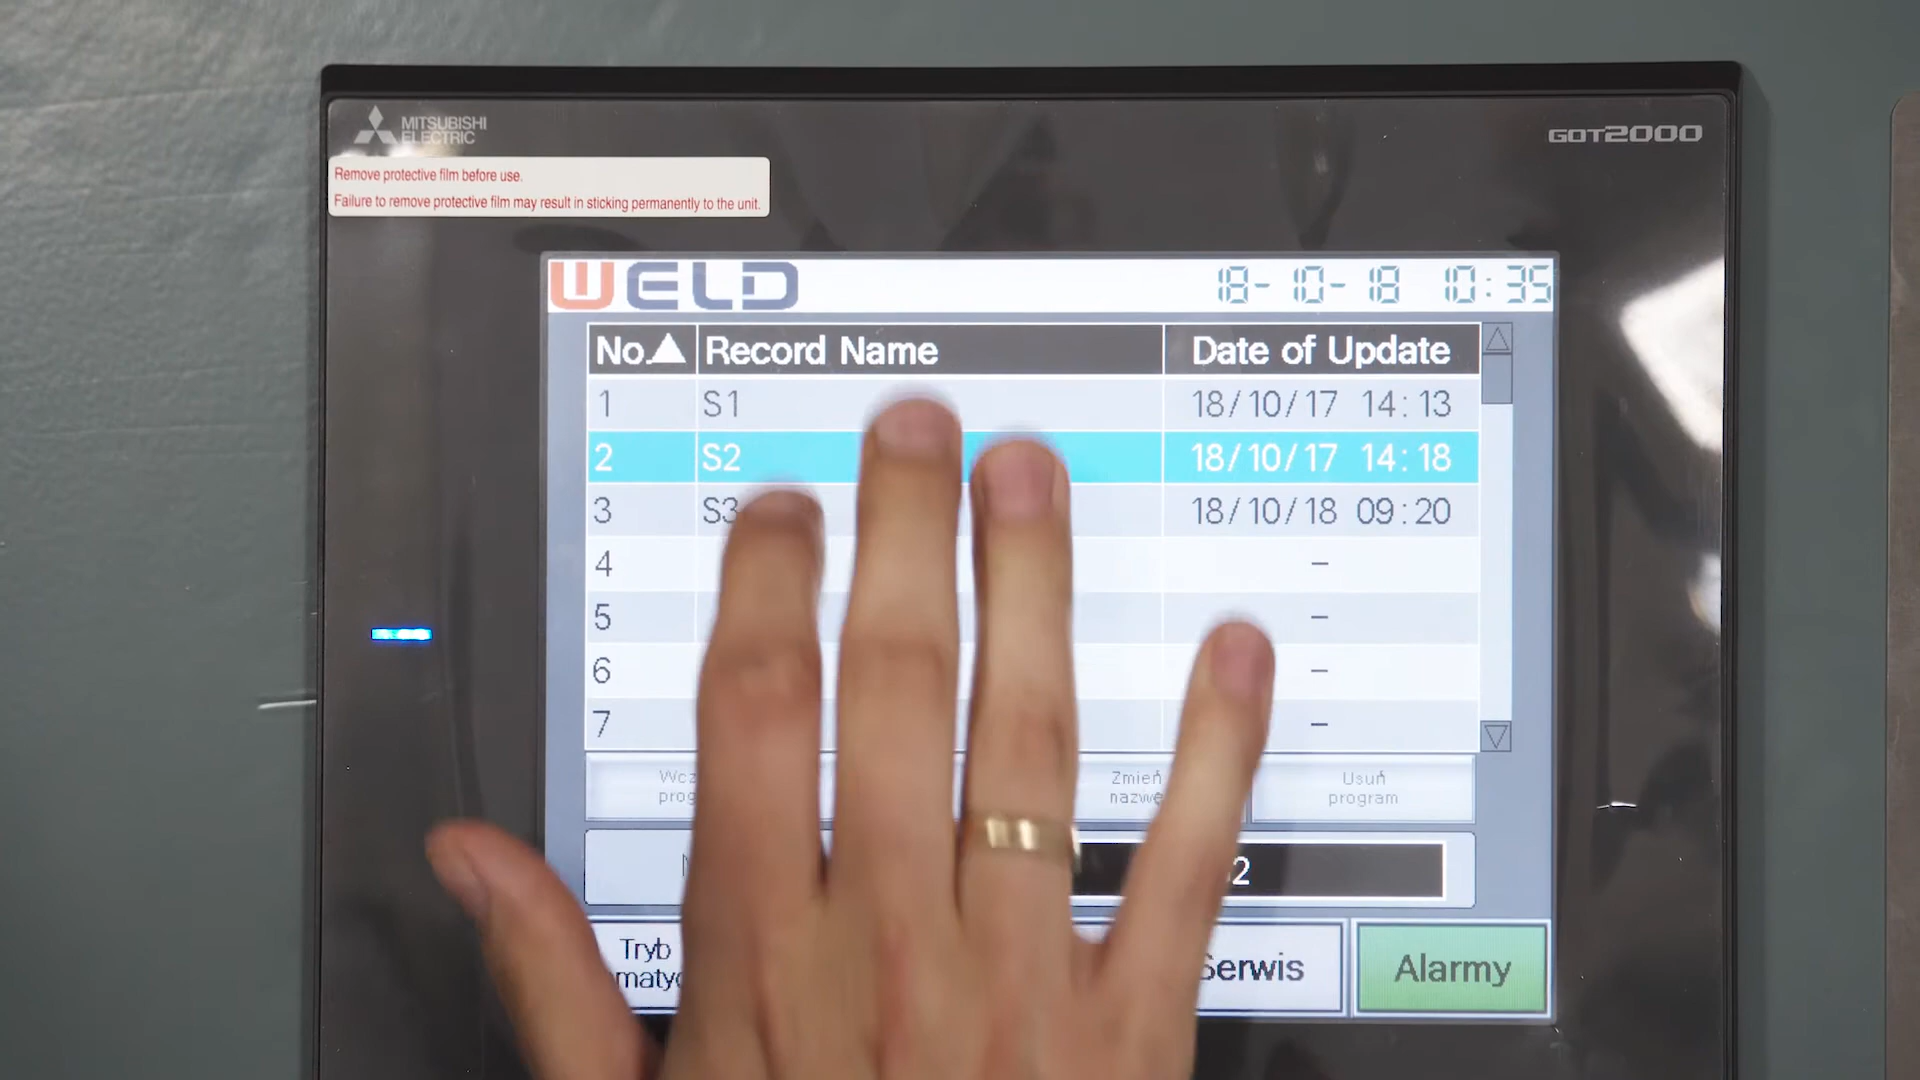 MITSUBISHI
ELECTRIC
GOT2000
Remove protective film before use.
Failure to remove protective film may result in sticking permanently to the unit.
WELD 18-10-18 10:35
No. Record Name Date of Update
1 S1 18/10/17 14:13
2 S2 18/10/17 14:18
3 S3 18/10/18 09:20
4 –
5 –
6 –
7 –
Zmień Usuń
nazwę program
Tryb
Serwis Alarmy